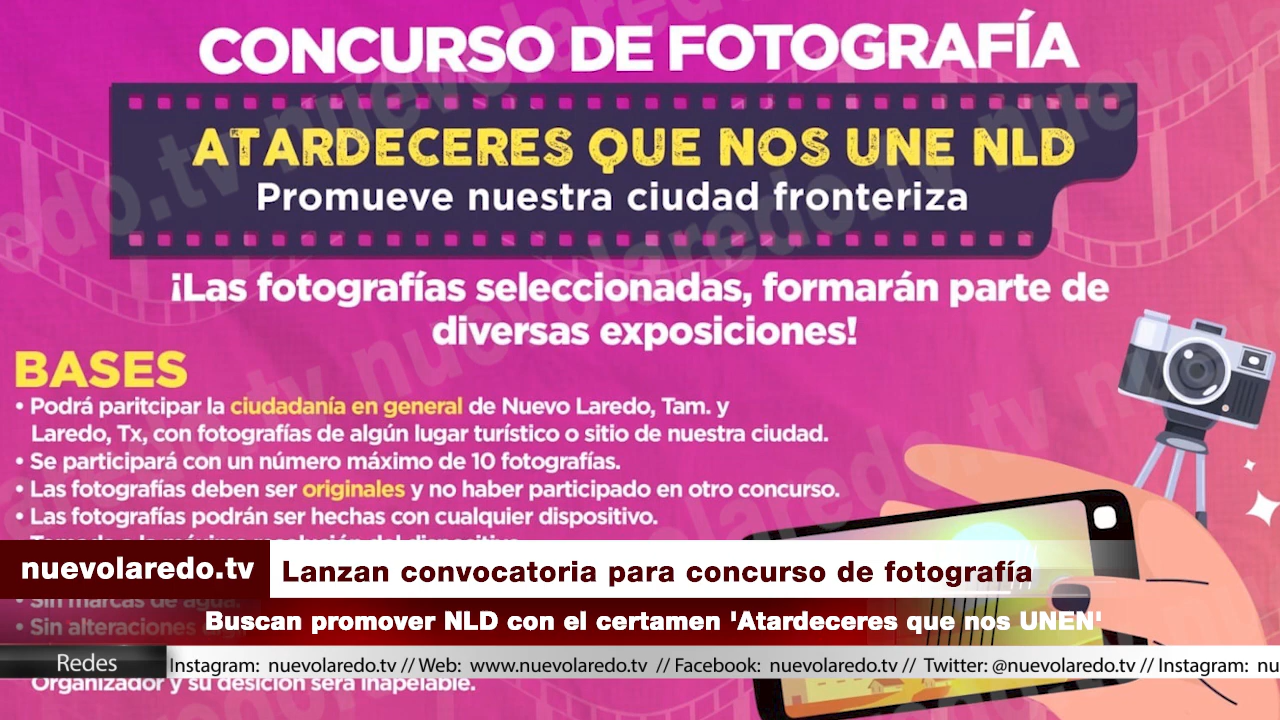 CONCURSO DE FOTOGRAFÍA
ATARDECERES QUE NOS UNE NLD
Promueve nuestra ciudad fronteriza
¡Las fotografías seleccionadas, formarán parte de
diversas exposiciones!
BASES
• Podrá paritcipar la ciudadanía en general de Nuevo Laredo, Tam. y
Laredo, Tx, con fotografías de algún lugar turístico o sitio de nuestra ciudad.
• Se participará con un número máximo de 10 fotografías.
• Las fotografías deben ser originales y no haber participado en otro concurso.
• Las fotografías podrán ser hechas con cualquier dispositivo.
nuevolaredo.tv
Lanzan convocatoria para concurso de fotografía
• Sin marcas de agua.
• Sin alteraciones
Buscan promover NLD con el certamen 'Atardeceres que nos UNEN'
Redes
Instagram: nuevolaredo.tv // Web: www.nuevolaredo.tv // Facebook: nuevolaredo.tv // Twitter: @nuevolaredo.tv // Instagram: nu
Organizador y su desición será inapelable.
nuevolaredo.tv